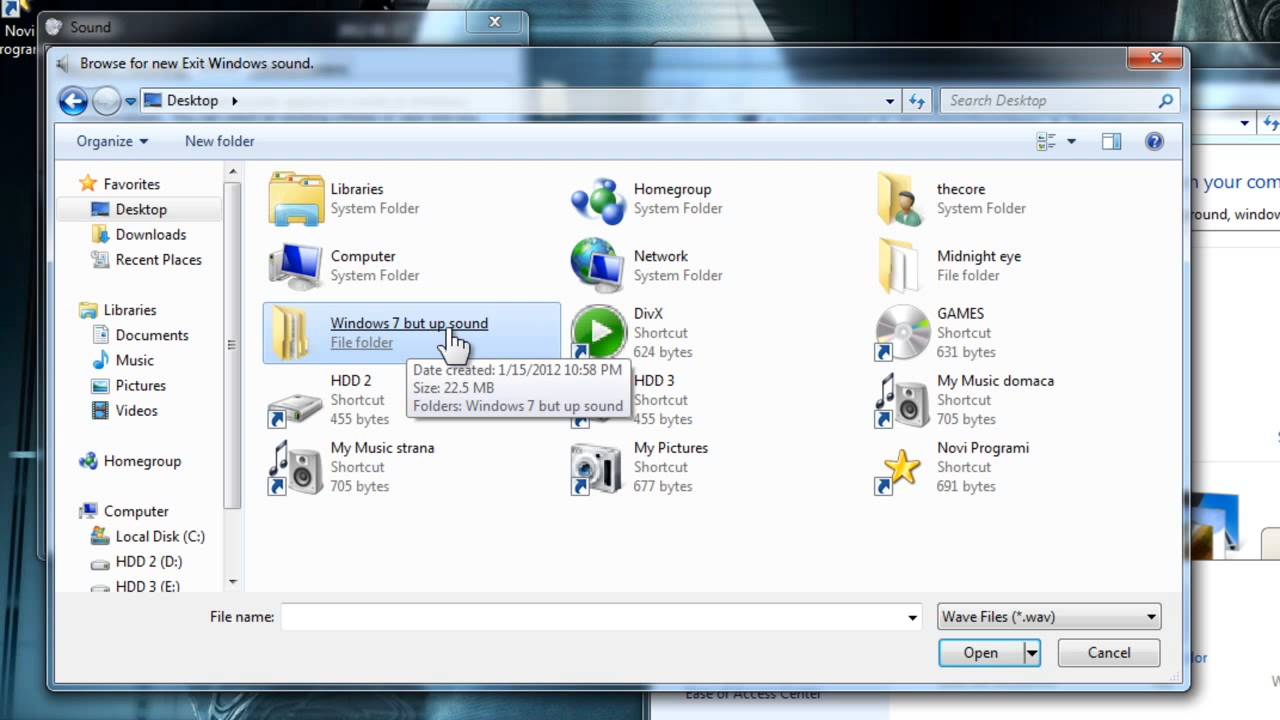 Novi
Sound
Browse for new Exit Windows sound.
Desktop
Search Desktop
Organize
New folder
Favorites
Desktop
Downloads
Recent Places
Libraries
Documents
Music
Pictures
Videos
Homegroup
Computer
Local Disk (C:)
HDD 2 (D:)
HDD 3 (E:)
Libraries
System Folder
Homegroup
System Folder
thecore
System Folder
Computer
System Folder
Network
System Folder
Midnight eye
File folder
Windows 7 but up sound
File folder
DivX
Shortcut
624 bytes
GAMES
Shortcut
631 bytes
HDD 2
Shortcut
455 bytes
HDD 3
Shortcut
455 bytes
My Music domaca
Shortcut
705 bytes
My Music strana
Shortcut
705 bytes
My Pictures
Shortcut
677 bytes
Novi Programi
Shortcut
691 bytes
Date created: 1/15/2012 10:58 PM
Size: 22.5 MB
Folders: Windows 7 but up sound
File name:
Wave Files (*.wav)
Open
Cancel
your com
round, window
Ease of Access Center